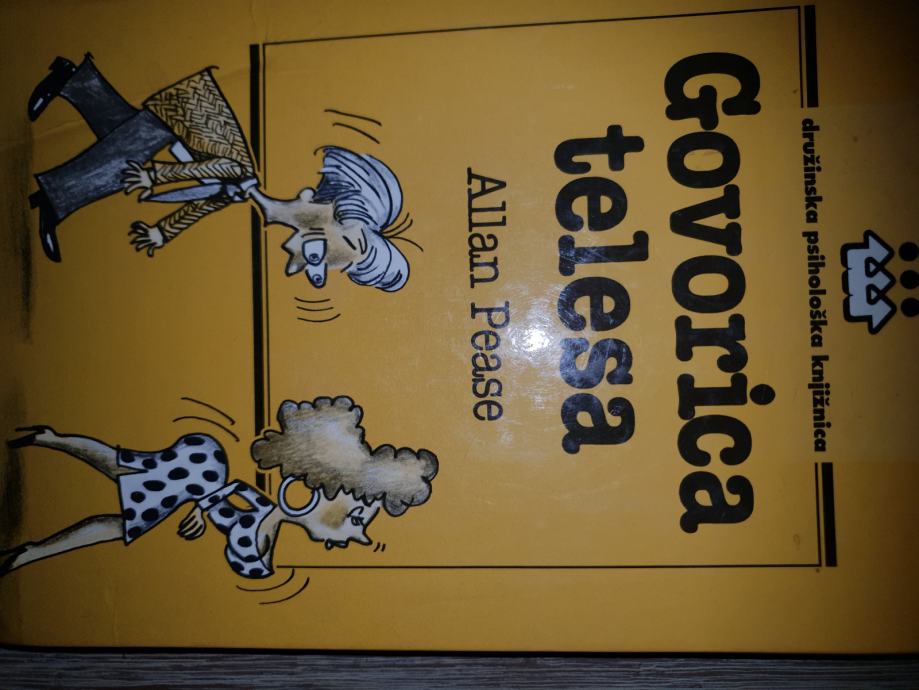 družinska psihološka knjižnica
Govorica
telesa
Allan Pease